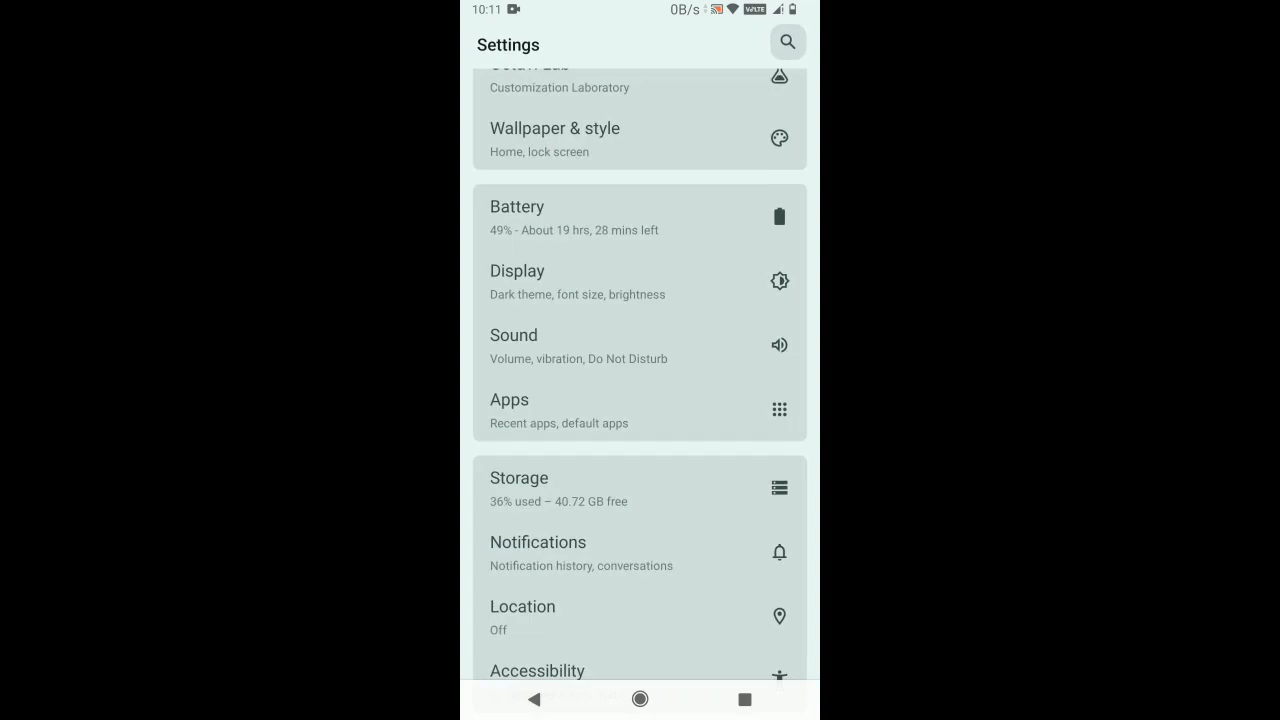 10:11 0B/s VoLTE
Settings
Customization Laboratory
Wallpaper & style
Home, lock screen
Battery
49% - About 19 hrs, 28 mins left
Display
Dark theme, font size, brightness
Sound
Volume, vibration, Do Not Disturb
Apps
Recent apps, default apps
Storage
36% used – 40.72 GB free
Notifications
Notification history, conversations
Location
Off
Accessibility